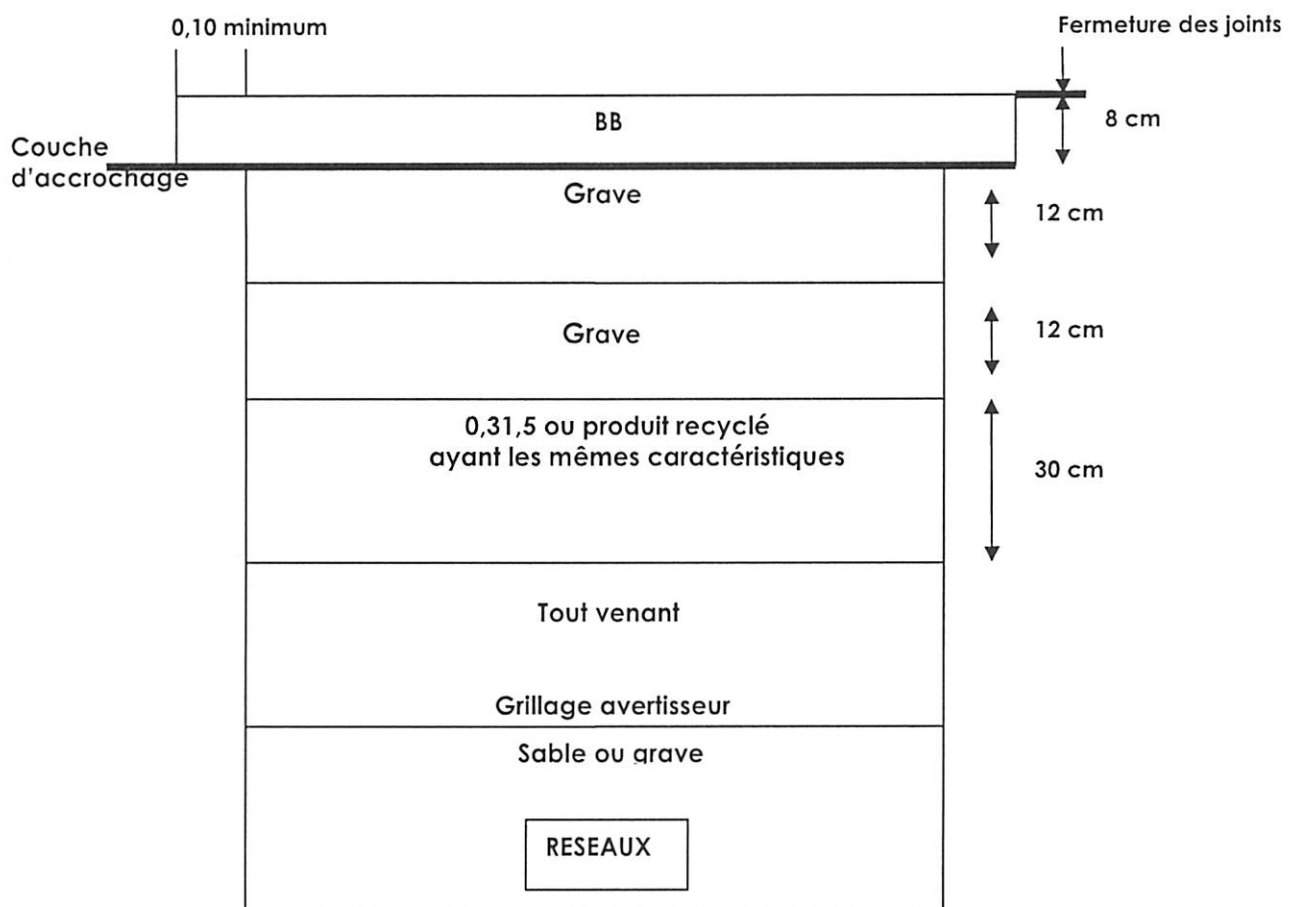 0,10 minimum
Fermeture des joints
BB
8 cm
Couche
d'accrochage
Grave
12 cm
Grave
12 cm
0,31,5 ou produit recyclé
ayant les mêmes caractéristiques
30 cm
Tout venant
Grillage avertisseur
Sable ou grave
RESEAUX